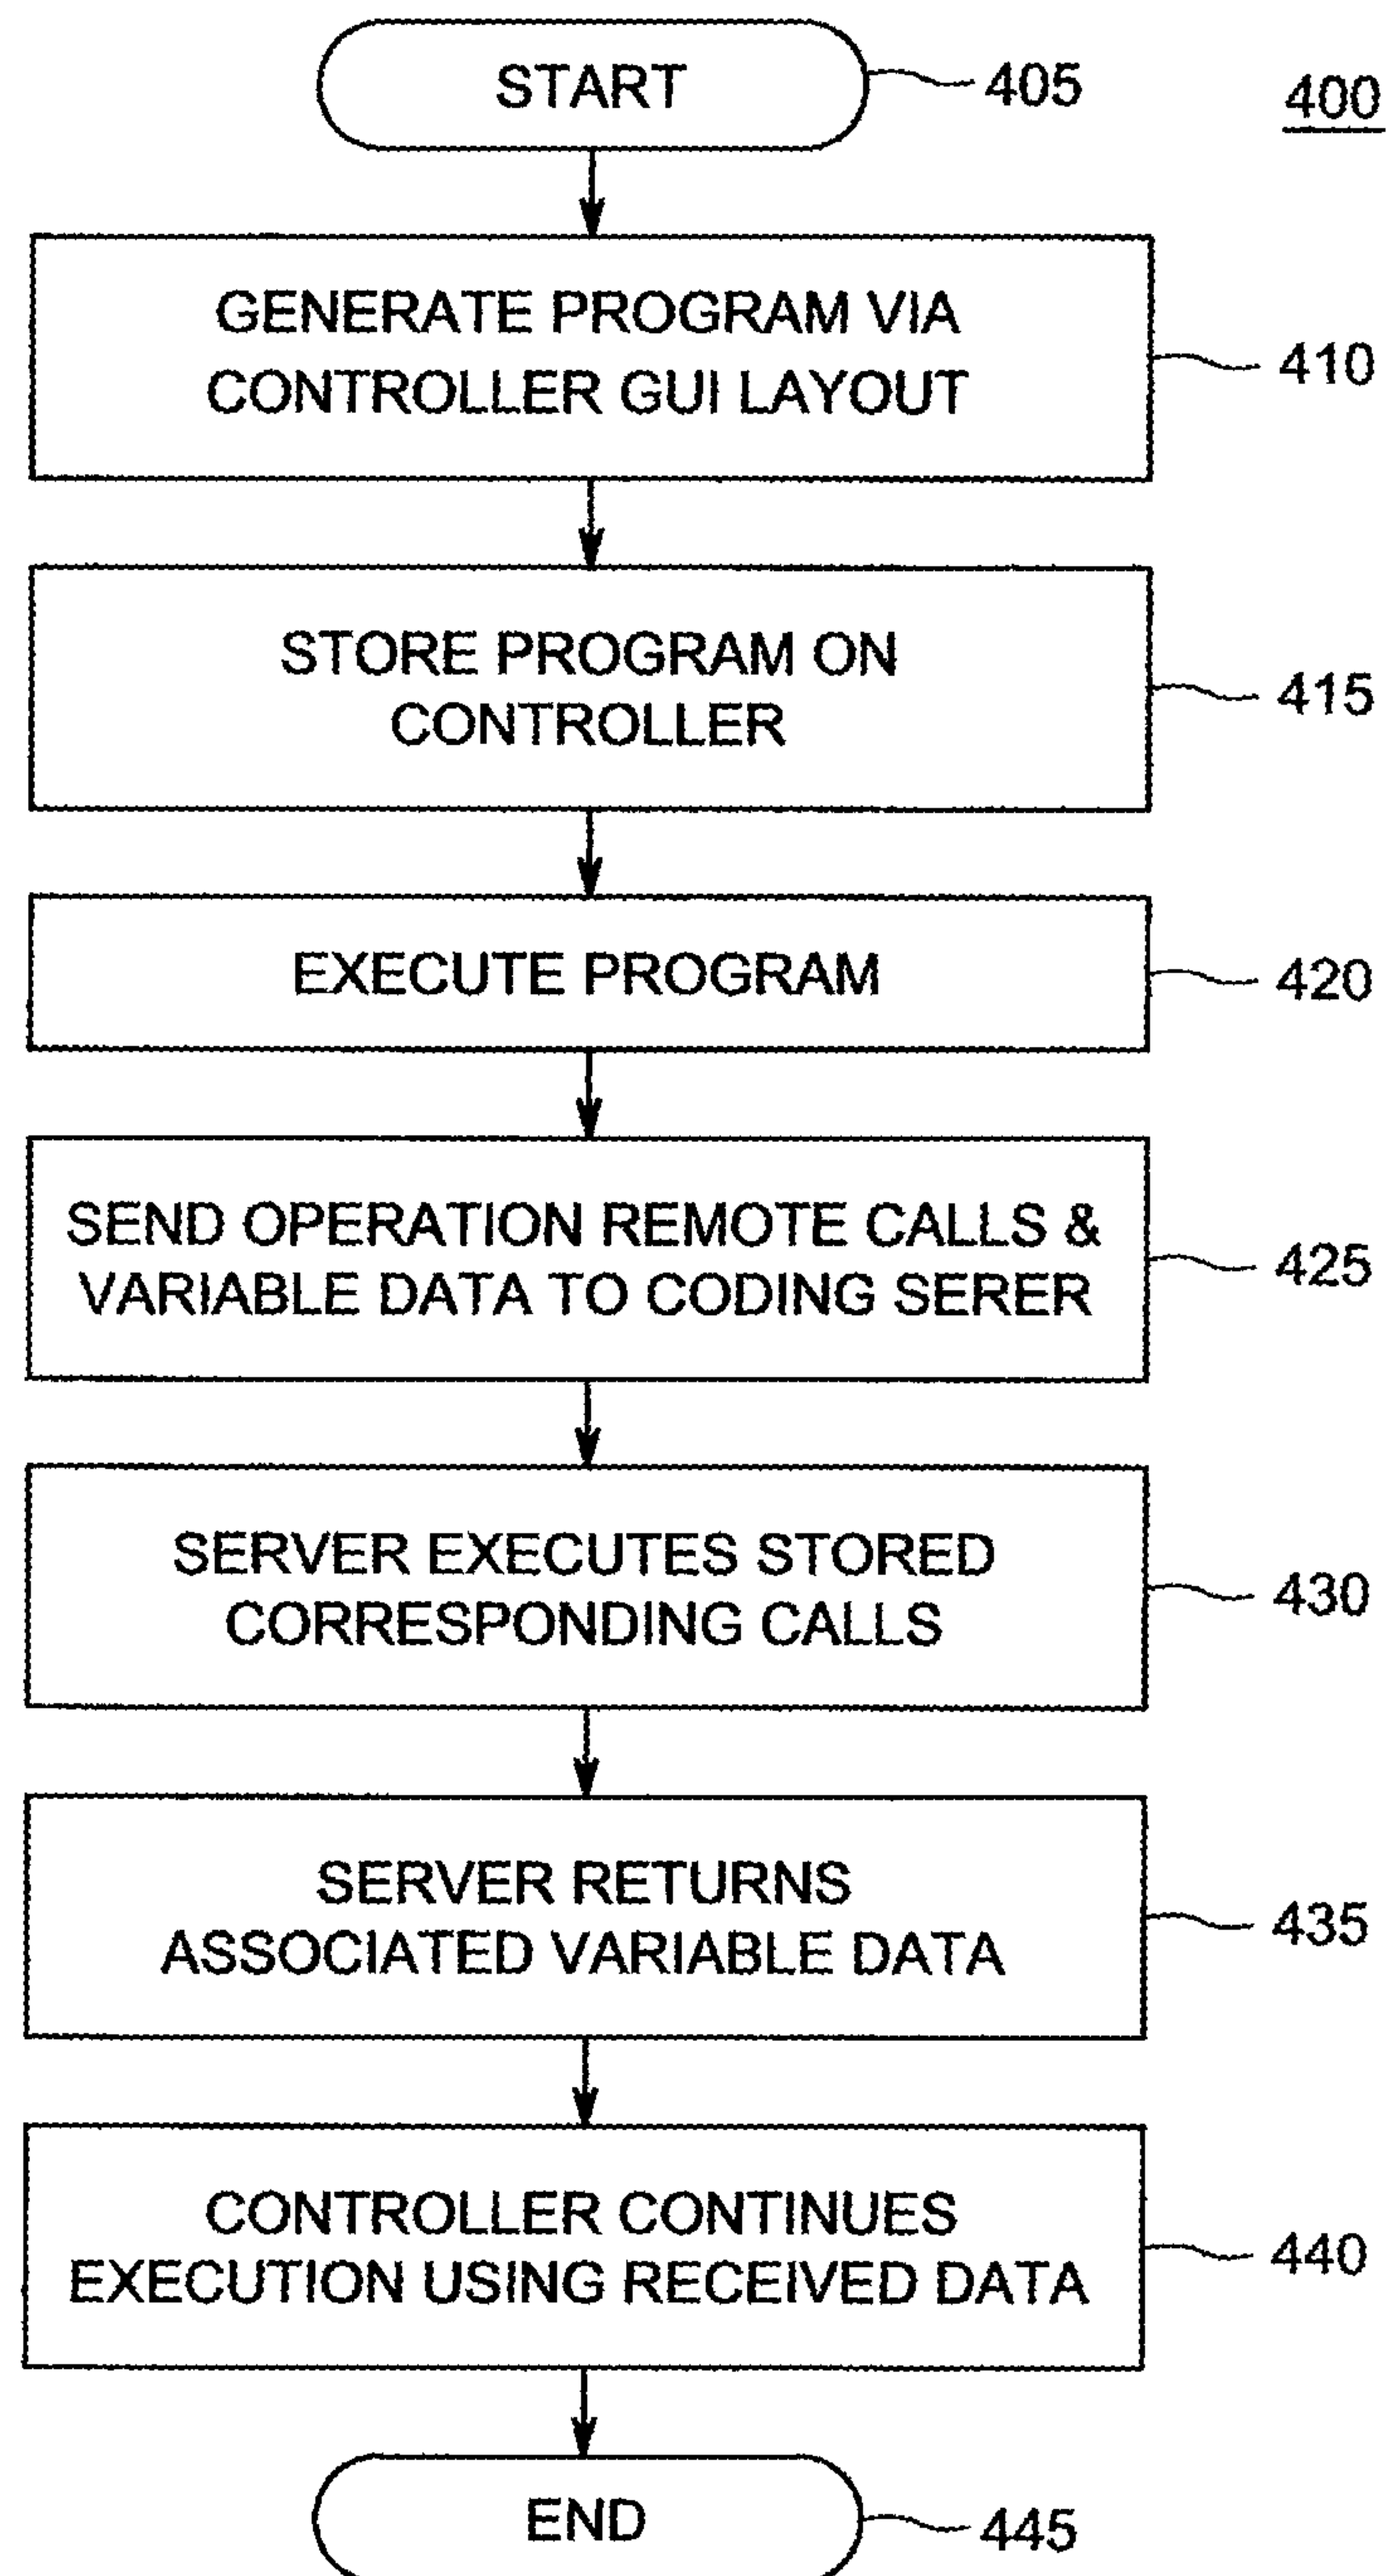 START
405
400
GENERATE PROGRAM VIA
CONTROLLER GUI LAYOUT
410
STORE PROGRAM ON
CONTROLLER
415
EXECUTE PROGRAM
420
SEND OPERATION REMOTE CALLS &
VARIABLE DATA TO CODING SERER
425
SERVER EXECUTES STORED
CORRESPONDING CALLS
430
SERVER RETURNS
ASSOCIATED VARIABLE DATA
435
CONTROLLER CONTINUES
EXECUTION USING RECEIVED DATA
440
END
445